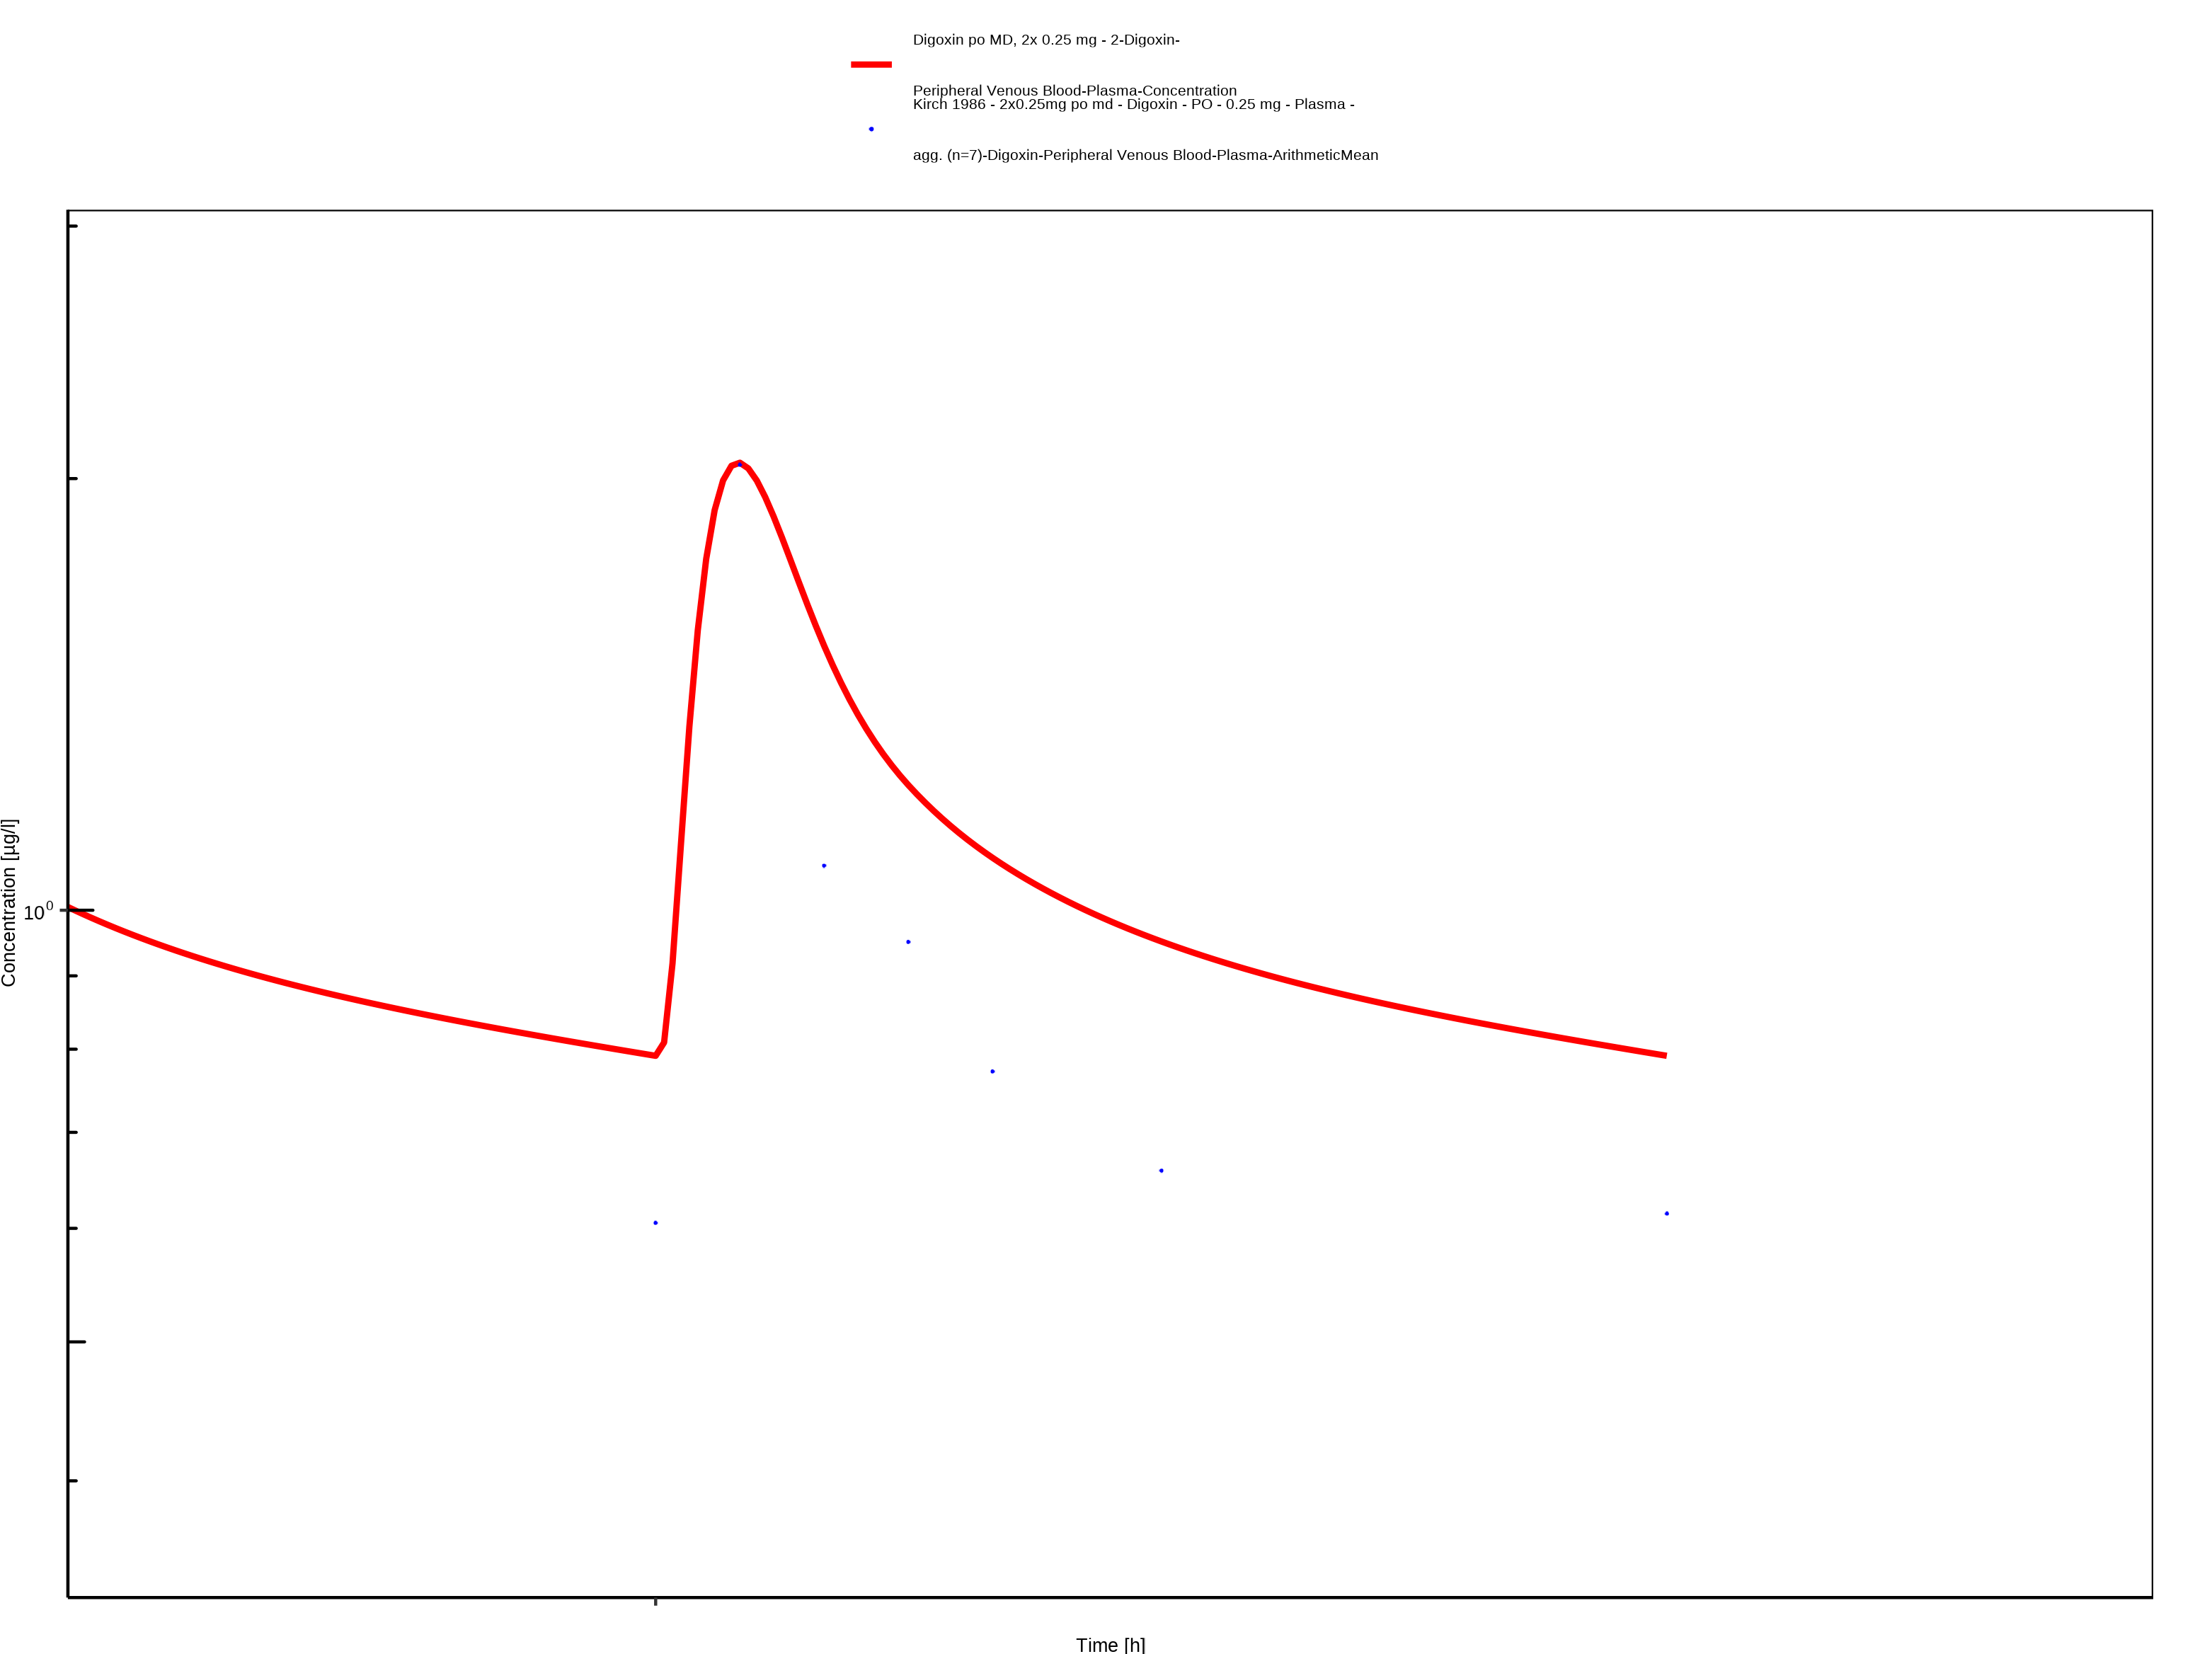 Digoxin po MD, 2x 0.25 mg - 2-Digoxin-
Peripheral Venous Blood-Plasma-Concentration
Kirch 1986 - 2x0.25mg po md - Digoxin - PO - 0.25 mg - Plasma -
agg. (n=7)-Digoxin-Peripheral Venous Blood-Plasma-ArithmeticMean
Concentration [µg/l]
10⁰
Time [h]